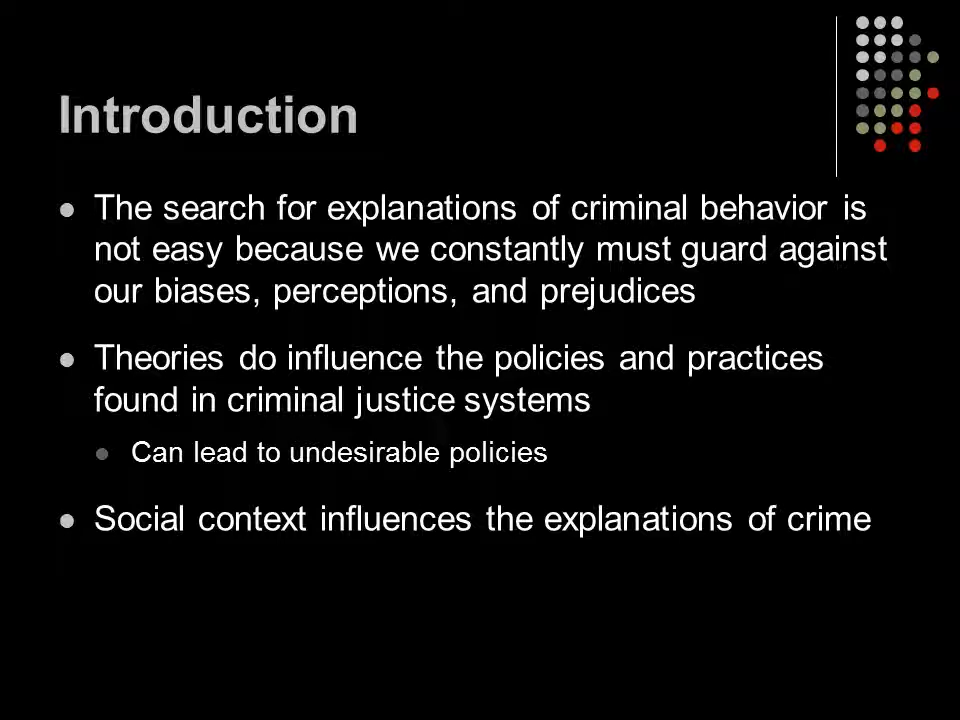 Introduction
The search for explanations of criminal behavior is
not easy because we constantly must guard against
our biases, perceptions, and prejudices
Theories do influence the policies and practices
found in criminal justice systems
Can lead to undesirable policies
Social context influences the explanations of crime